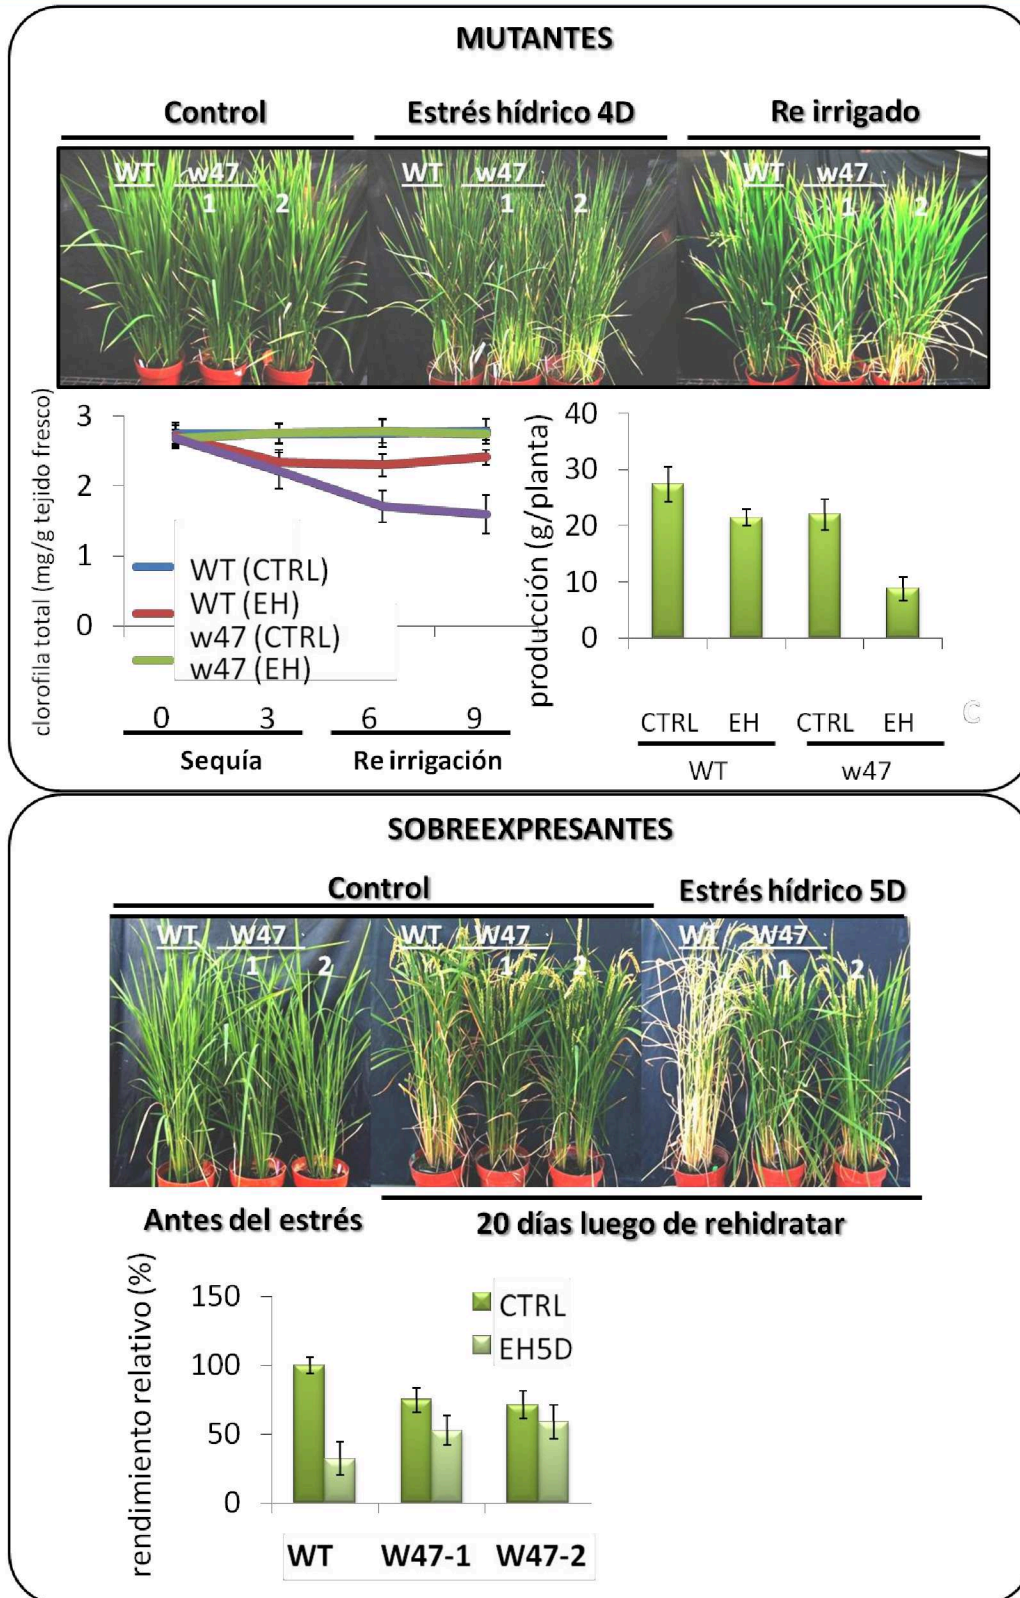 MUTANTES
Control Estrés hídrico 4D Re irrigado
WT w47 WT w47 WT w47
1 2 1 2 1 2
clorofila total (mg/g tejido fresco)
3
2
1
0
WT (CTRL)
WT (EH)
w47 (CTRL)
w47 (EH)
0 3 6 9
Sequía Re irrigación
producción (g/planta)
40
30
20
10
0
CTRL EH CTRL EH
WT w47
C
SOBREEXPRESANTES
Control Estrés hídrico 5D
WT W47 WT W47 WT W47
1 2 1 2 1 2
Antes del estrés 20 días luego de rehidratar
rendimiento relativo (%)
150
100
50
0
CTRL
EH5D
WT W47-1 W47-2